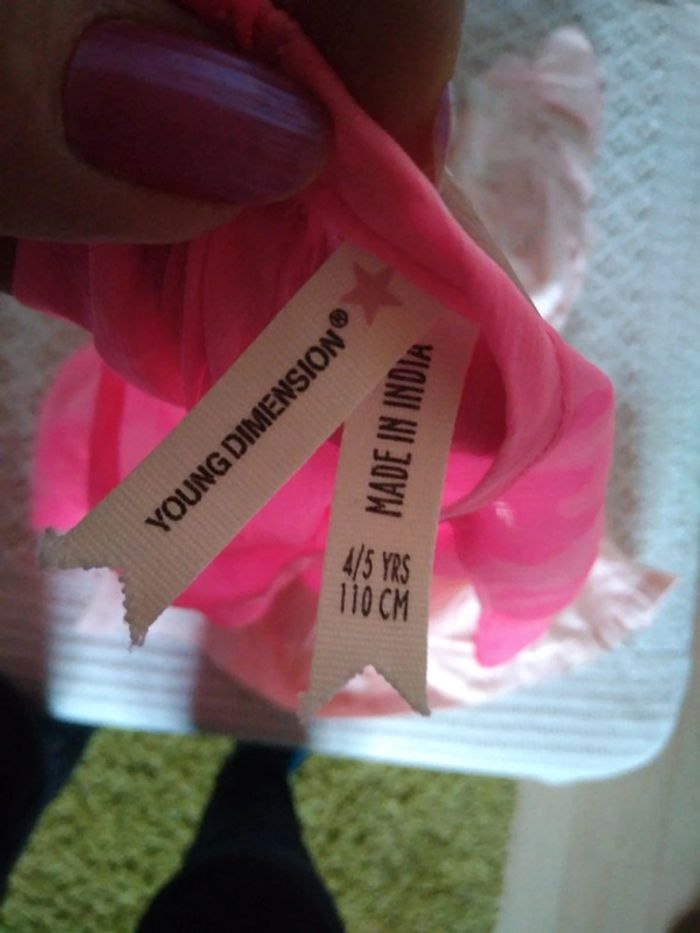 YOUNG DIMENSION®
MADE IN INDIA
4/5 YRS
110 CM